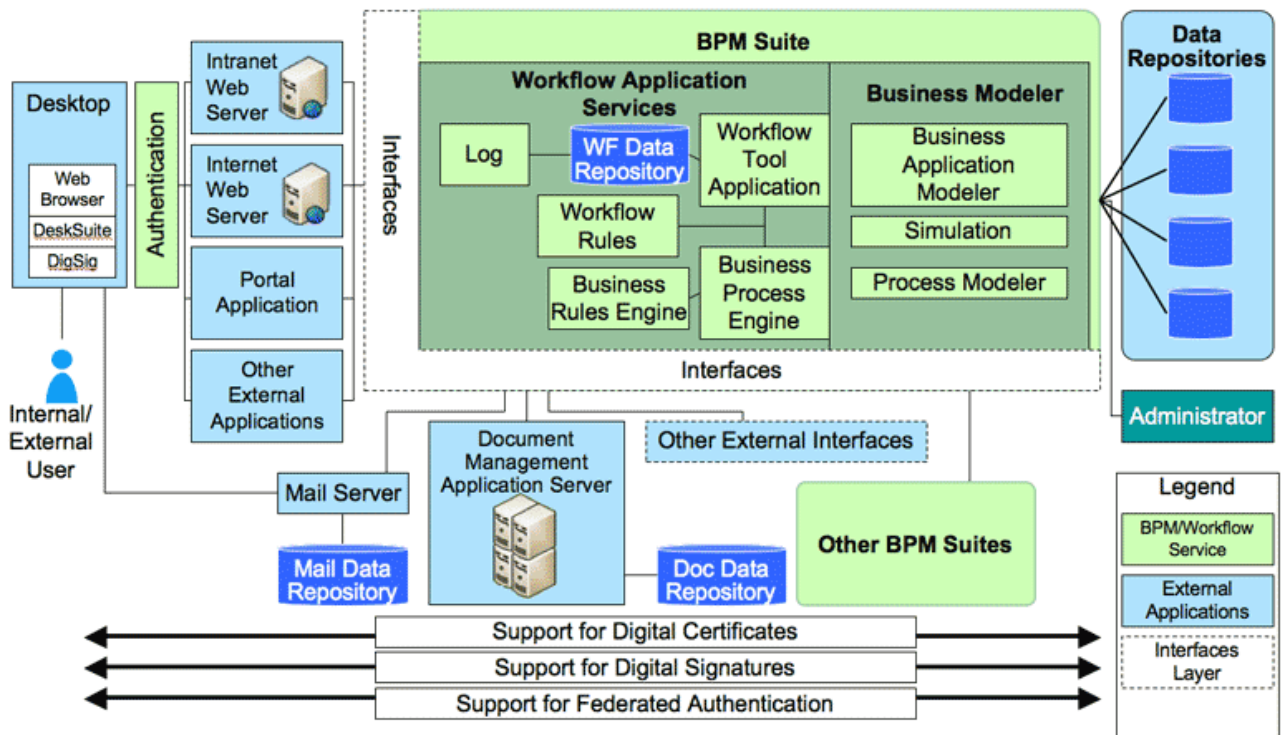 Desktop
Web
Browser
DeskSuite
DigSig
Internal/
External
User
Authentication
Intranet
Web
Server
Internet
Web
Server
Portal
Application
Other
External
Applications
Interfaces
BPM Suite
Workflow Application
Services
Log
WF Data
Repository
Workflow
Tool
Application
Workflow
Rules
Business
Rules Engine
Business
Process
Engine
Business Modeler
Business
Application
Modeler
Simulation
Process Modeler
Interfaces
Data
Repositories
Administrator
Mail Server
Mail Data
Repository
Document
Management
Application Server
Doc Data
Repository
Other External Interfaces
Other BPM Suites
Legend
BPM/Workflow
Service
External
Applications
Interfaces
Layer
Support for Digital Certificates
Support for Digital Signatures
Support for Federated Authentication